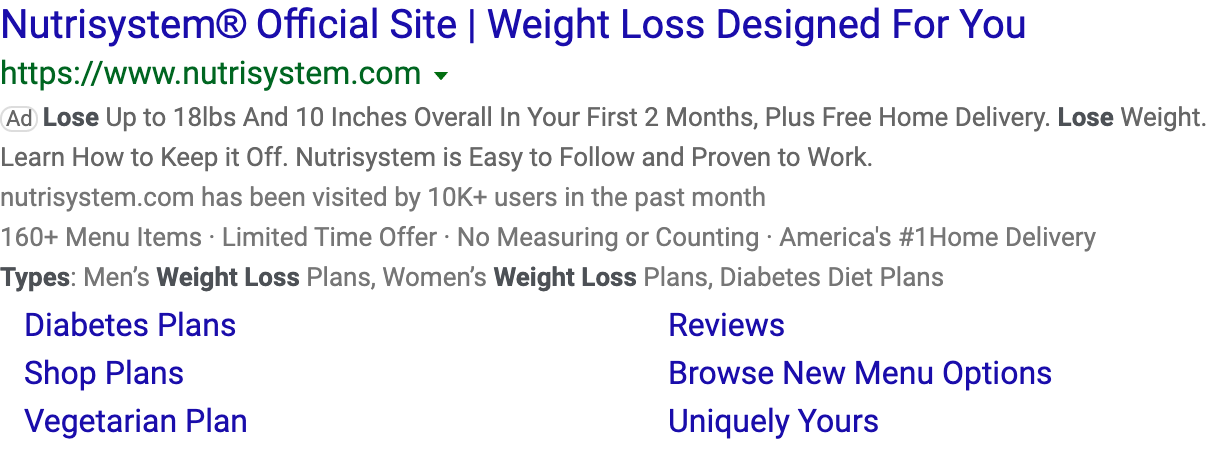 Nutrisystem® Official Site | Weight Loss Designed For You
https://www.nutrisystem.com
Ad Lose Up to 18lbs And 10 Inches Overall In Your First 2 Months, Plus Free Home Delivery. Lose Weight.
Learn How to Keep it Off. Nutrisystem is Easy to Follow and Proven to Work.
nutrisystem.com has been visited by 10K+ users in the past month
160+ Menu Items · Limited Time Offer · No Measuring or Counting · America's #1Home Delivery
Types: Men’s Weight Loss Plans, Women’s Weight Loss Plans, Diabetes Diet Plans
Diabetes Plans
Shop Plans
Vegetarian Plan
Reviews
Browse New Menu Options
Uniquely Yours